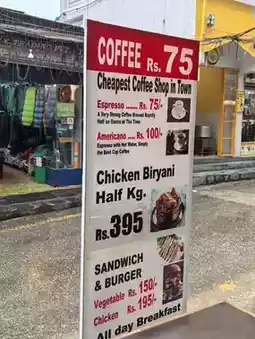 COFFEE Rs. 75
Cheapest Coffee Shop in Town
Espresso ........ Rs. 75/-
A Very Strong Coffee Brewed Rapidly
Half an Ounce at The Time
Americano .... Rs. 100/-
Espresso with Hot Water, Simply
the Best Cup Coffee
Chicken Biryani
Half Kg.
Rs.395
SANDWICH
& BURGER
Vegetable Rs. 150/-
Chicken Rs. 195/-
All day Breakfast